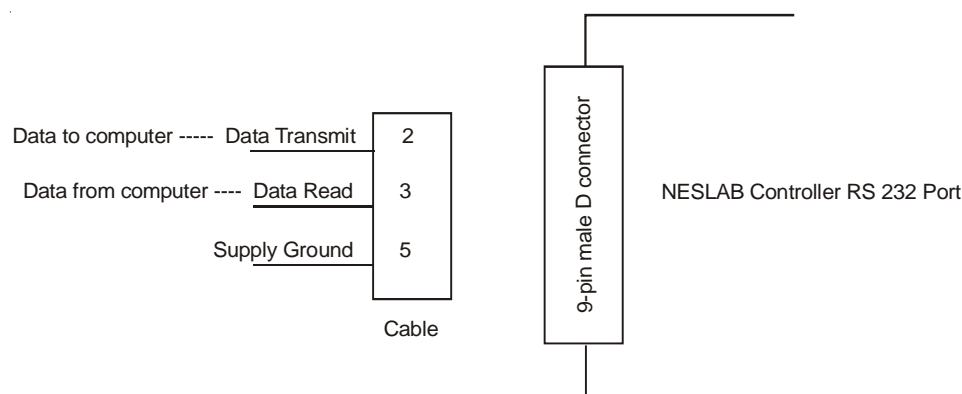 Data to computer ----- Data Transmit 2
Data from computer ---- Data Read 3
Supply Ground 5
Cable
9-pin male D connector
NESLAB Controller RS 232 Port